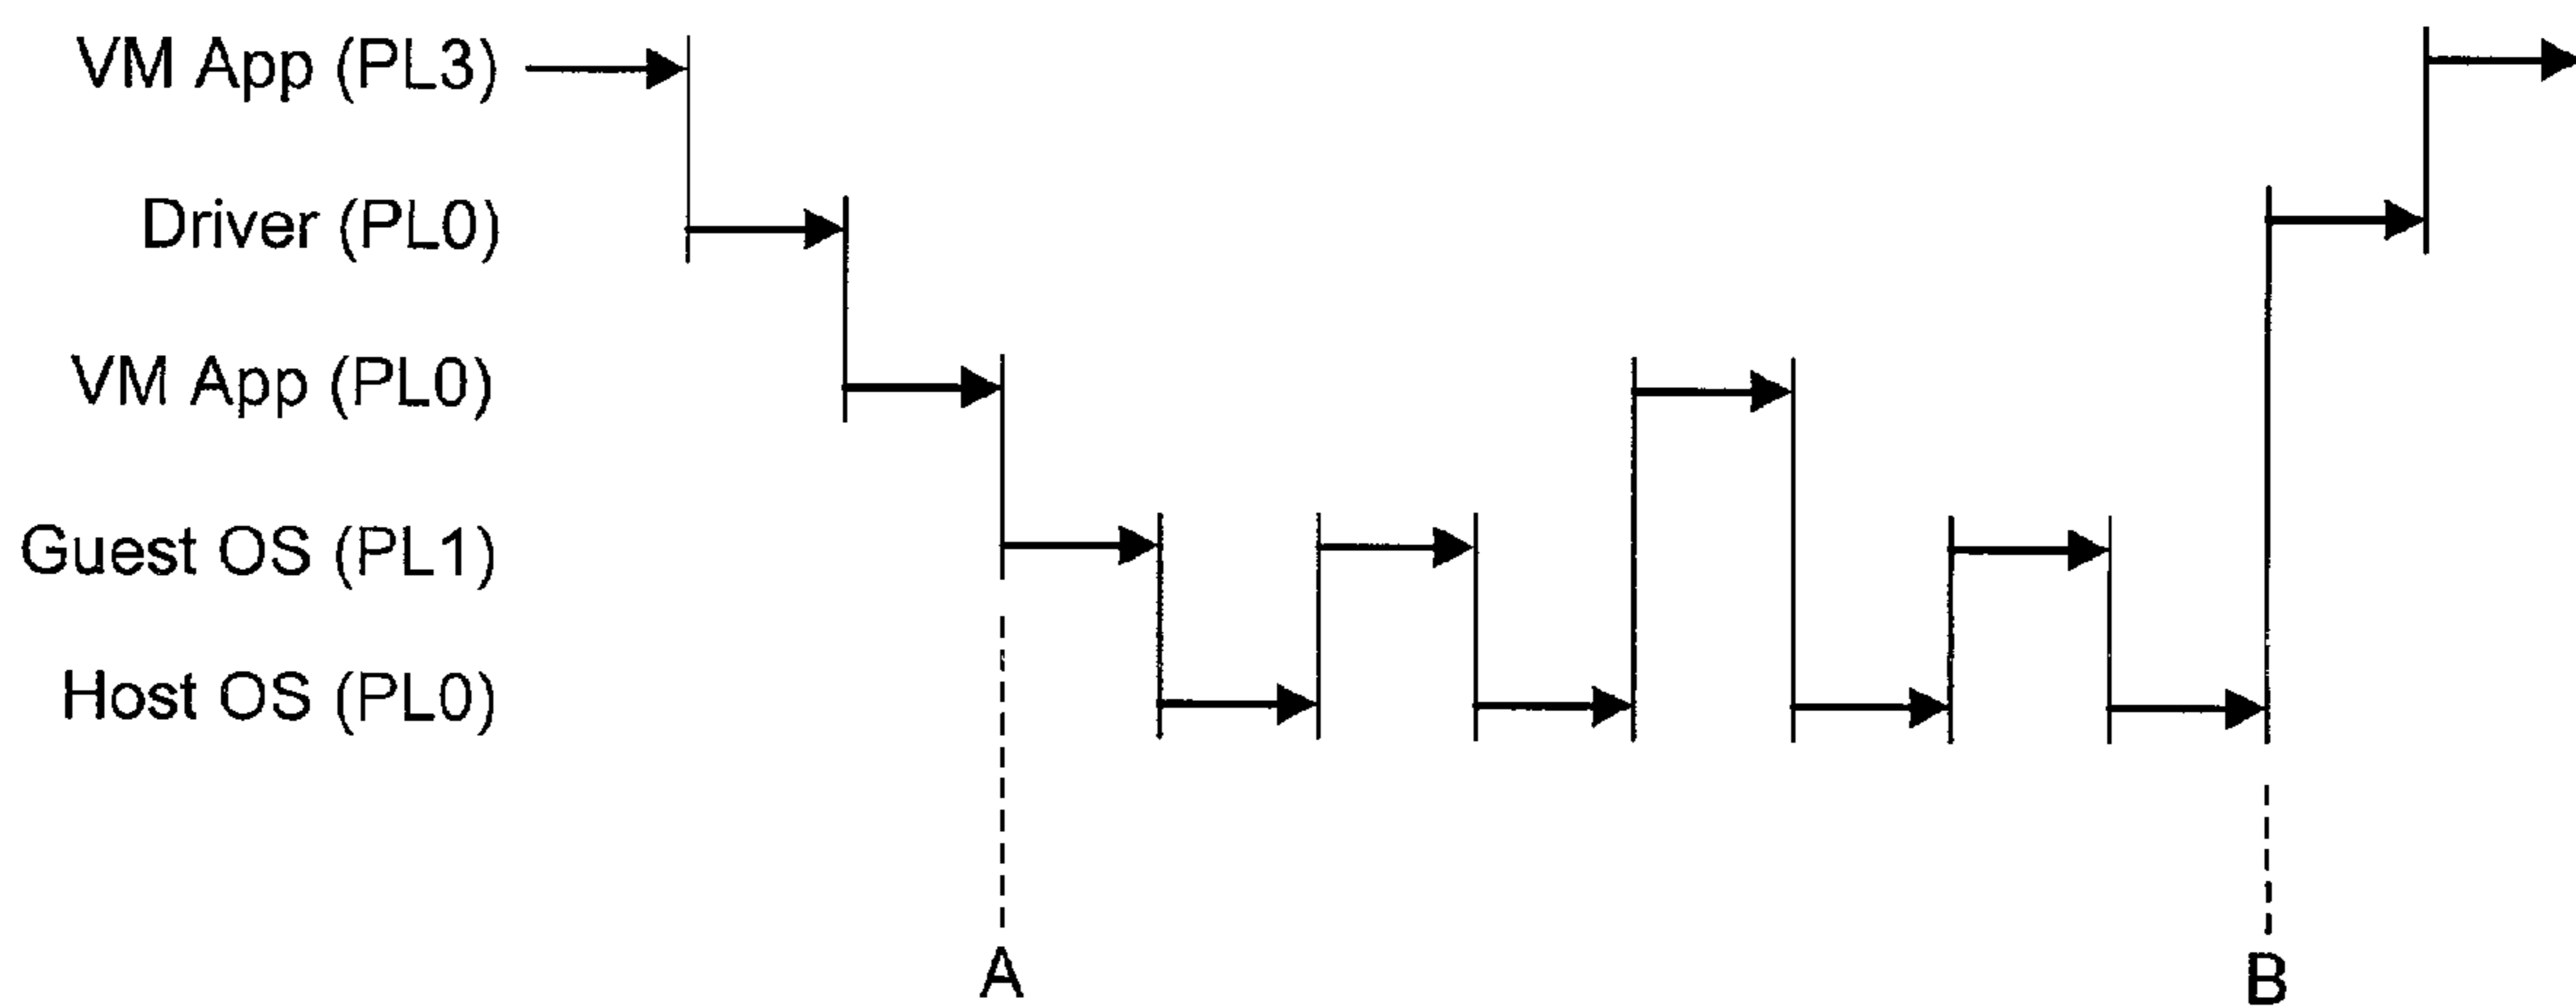 VM App (PL3)
Driver (PL0)
VM App (PL0)
Guest OS (PL1)
Host OS (PL0)
A
B